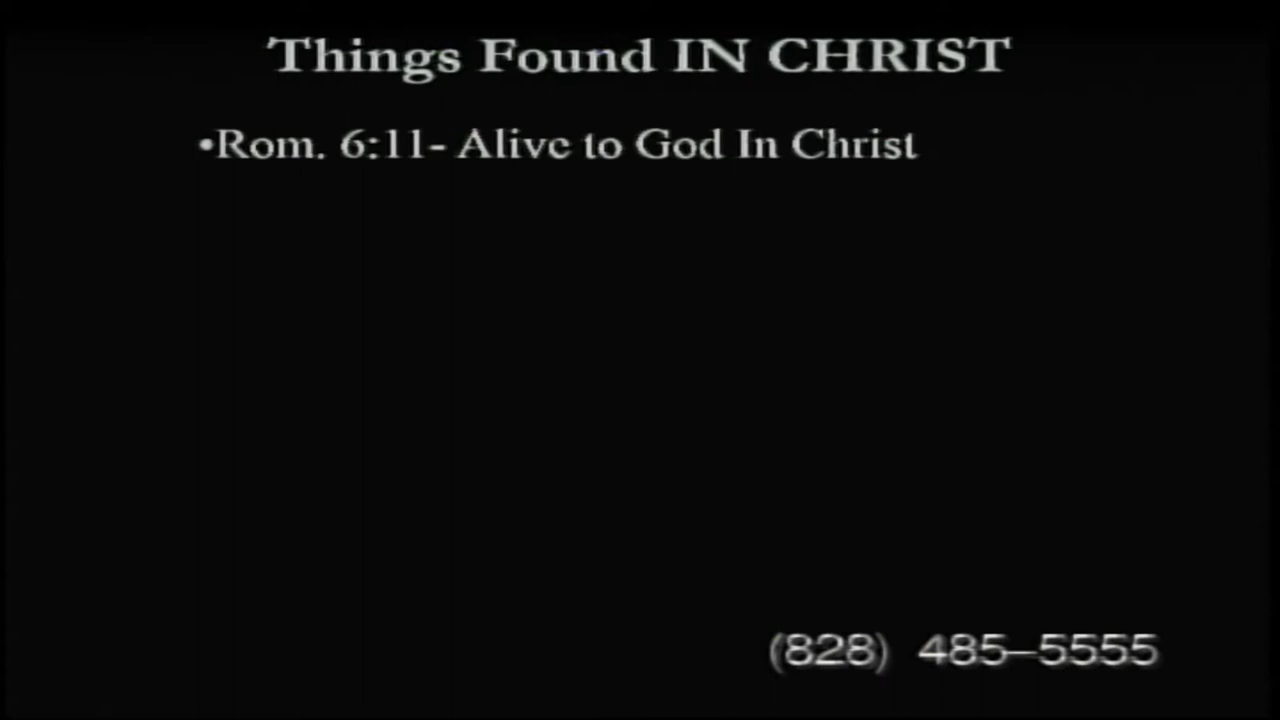 Things Found IN CHRIST
•Rom. 6:11- Alive to God In Christ
(828) 485–5555